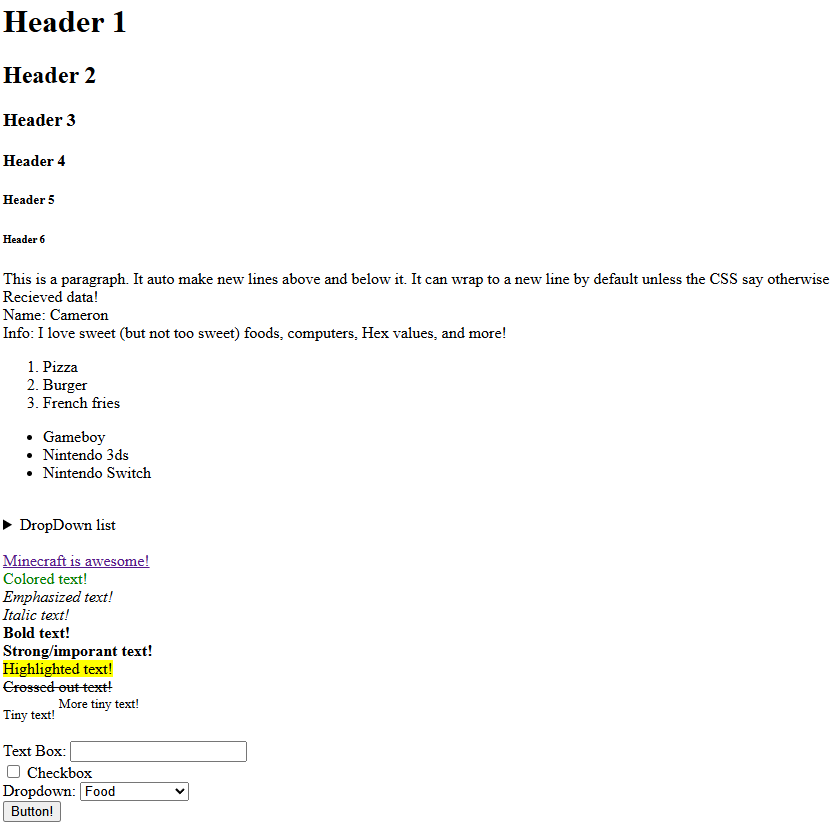 Header 1
Header 2
Header 3
Header 4
Header 5
Header 6
This is a paragraph. It auto make new lines above and below it. It can wrap to a new line by default unless the CSS say otherwise
Recieved data!
Name: Cameron
Info: I love sweet (but not too sweet) foods, computers, Hex values, and more!
1. Pizza
2. Burger
3. French fries
• Gameboy
• Nintendo 3ds
• Nintendo Switch
DropDown list
Minecraft is awesome!
Colored text!
Emphasized text!
Italic text!
Bold text!
Strong/imporant text!
Highlighted text!
Crossed out text!
Tiny text! More tiny text!
Text Box:
Checkbox
Dropdown: Food
Button!